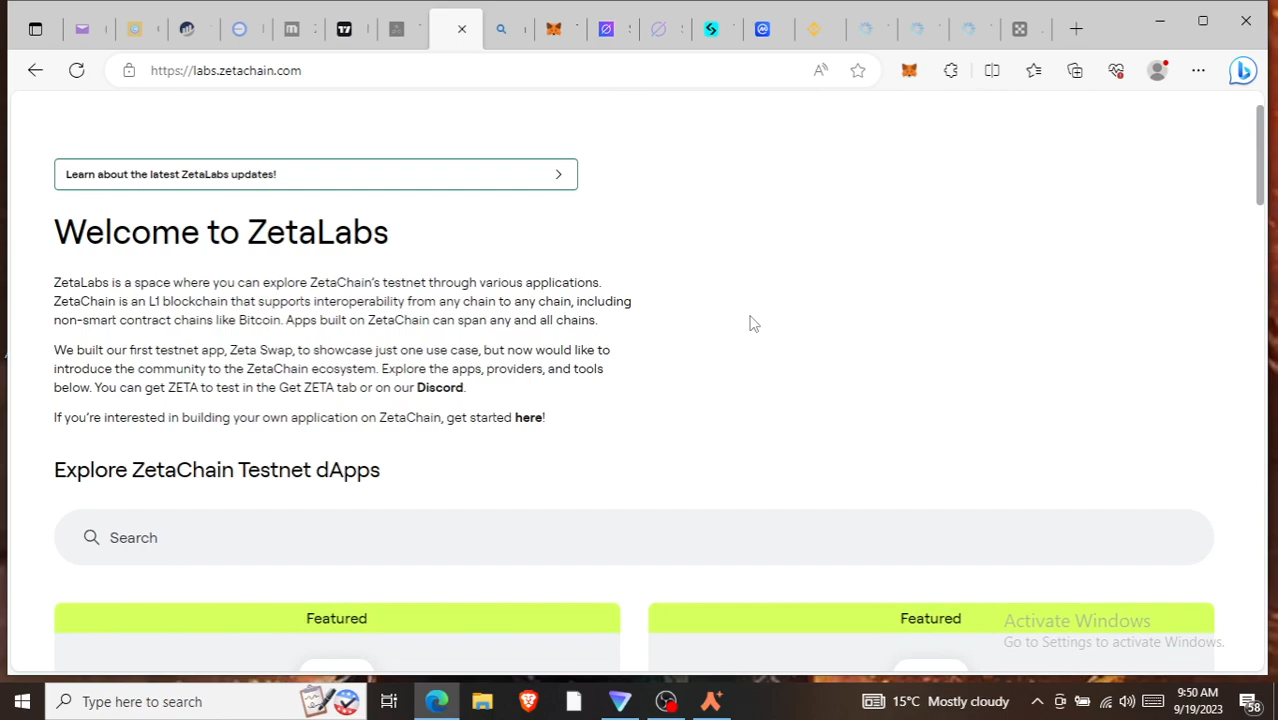 https://labs.zetachain.com
Learn about the latest ZetaLabs updates!
Welcome to ZetaLabs
ZetaLabs is a space where you can explore ZetaChain's testnet through various applications.
ZetaChain is an L1 blockchain that supports interoperability from any chain to any chain, including
non-smart contract chains like Bitcoin. Apps built on ZetaChain can span any and all chains.
We built our first testnet app, Zeta Swap, to showcase just one use case, but now would like to
introduce the community to the ZetaChain ecosystem. Explore the apps, providers, and tools
below. You can get ZETA to test in the Get ZETA tab or on our Discord.
If you're interested in building your own application on ZetaChain, get started here!
Explore ZetaChain Testnet dApps
Search
Featured
Featured
Activate Windows
Go to Settings to activate Windows.
Type here to search
15°C Mostly cloudy
9:50 AM
9/19/2023
58